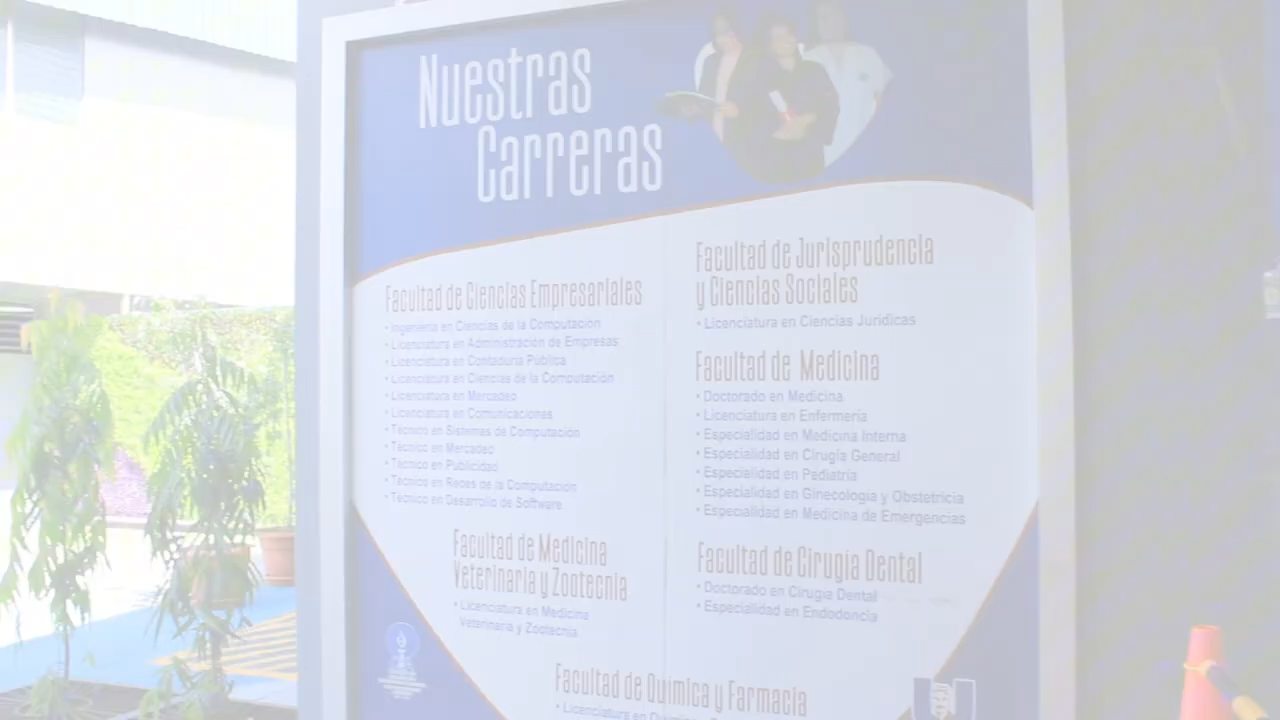 Nuestras
Carreras
Facultad de Ciencias Empresariales
• Ingeniería en Ciencias de la Computación
• Licenciatura en Administración de Empresas
• Licenciatura en Contaduría Pública
• Licenciatura en Ciencias de la Computación
• Licenciatura en Mercadeo
• Licenciatura en Comunicaciones
• Técnico en Sistemas de Computación
• Técnico en Mercadeo
• Técnico en Publicidad
• Técnico en Redes de la Computación
• Técnico en Desarrollo de Software
Facultad de Medicina
Veterinaria y Zootecnia
• Licenciatura en Medicina
Veterinaria y Zootecnia
Facultad de Jurisprudencia
y Ciencias Sociales
• Licenciatura en Ciencias Jurídicas
Facultad de Medicina
• Doctorado en Medicina
• Licenciatura en Enfermería
• Especialidad en Medicina Interna
• Especialidad en Cirugía General
• Especialidad en Pediatría
• Especialidad en Ginecología y Obstetricia
• Especialidad en Medicina de Emergencias
Facultad de Cirugía Dental
• Doctorado en Cirugía Dental
• Especialidad en Endodoncia
Facultad de Química y Farmacia
• Licenciatura en Química